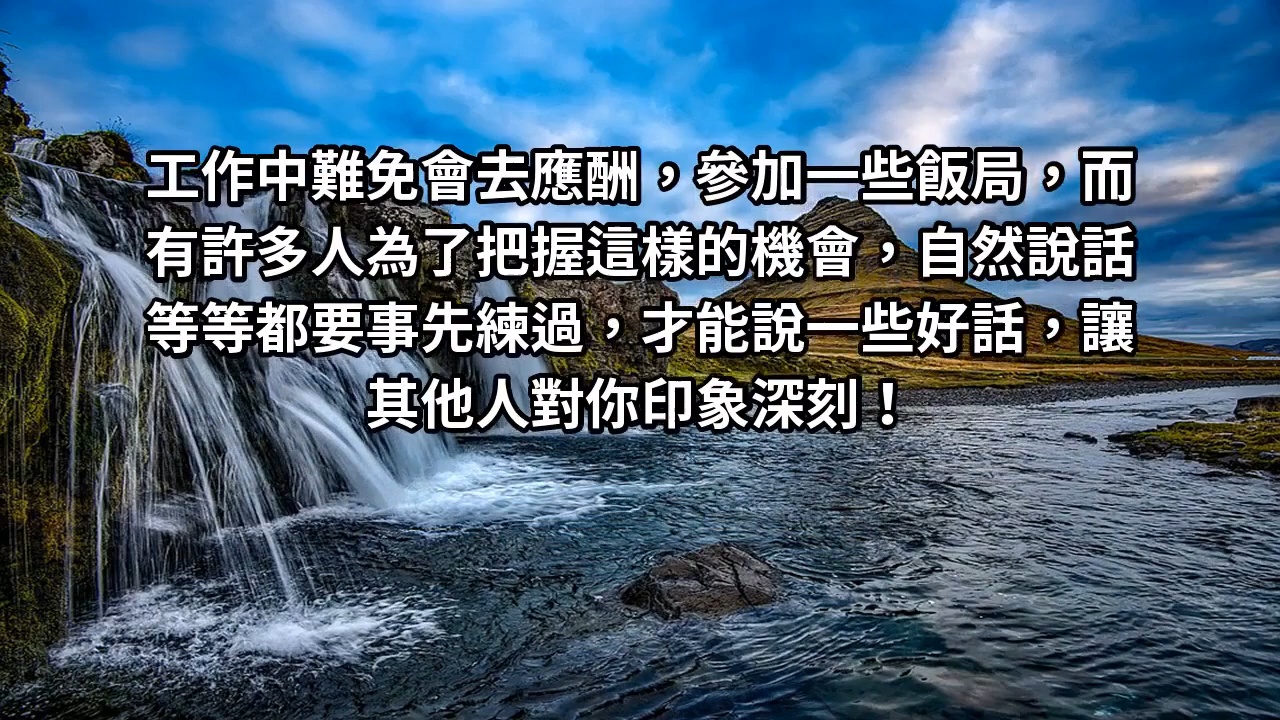 工作中難免會去應酬，參加一些飯局，而
有許多人為了把握這樣的機會，自然說話
等等都要事先練過，才能說一些好話，讓
其他人對你印象深刻！